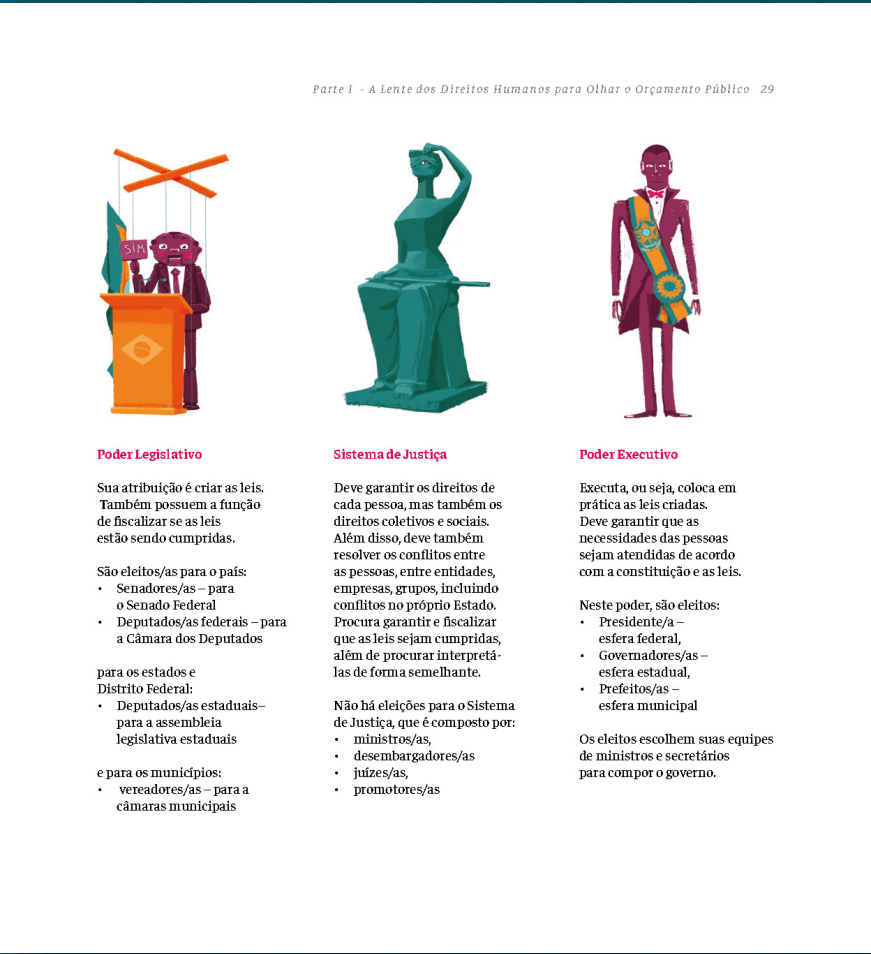 Parte I - A Lente dos Direitos Humanos para Olhar o Orçamento Público 29
SIM
Poder Legislativo
Sua atribuição é criar as leis.
Também possuem a função
de fiscalizar se as leis
estão sendo cumpridas.
São eleitos/as para o país:
• Senadores/as – para
o Senado Federal
• Deputados/as federais – para
a Câmara dos Deputados
para os estados e
Distrito Federal:
• Deputados/as estaduais–
para a assembleia
legislativa estaduais
e para os municípios:
• vereadores/as – para a
câmaras municipais
Sistema de Justiça
Deve garantir os direitos de
cada pessoa, mas também os
direitos coletivos e sociais.
Além disso, deve também
resolver os conflitos entre
as pessoas, entre entidades,
empresas, grupos, incluindo
conflitos no próprio Estado.
Procura garantir e fiscalizar
que as leis sejam cumpridas,
além de procurar interpretá-
las de forma semelhante.
Não há eleições para o Sistema
de Justiça, que é composto por:
• ministros/as,
• desembargadores/as
• juízes/as,
• promotores/as
Poder Executivo
Executa, ou seja, coloca em
prática as leis criadas.
Deve garantir que as
necessidades das pessoas
sejam atendidas de acordo
com a constituição e as leis.
Neste poder, são eleitos:
• Presidente/a –
esfera federal,
• Governadores/as –
esfera estadual,
• Prefeitos/as –
esfera municipal
Os eleitos escolhem suas equipes
de ministros e secretários
para compor o governo.